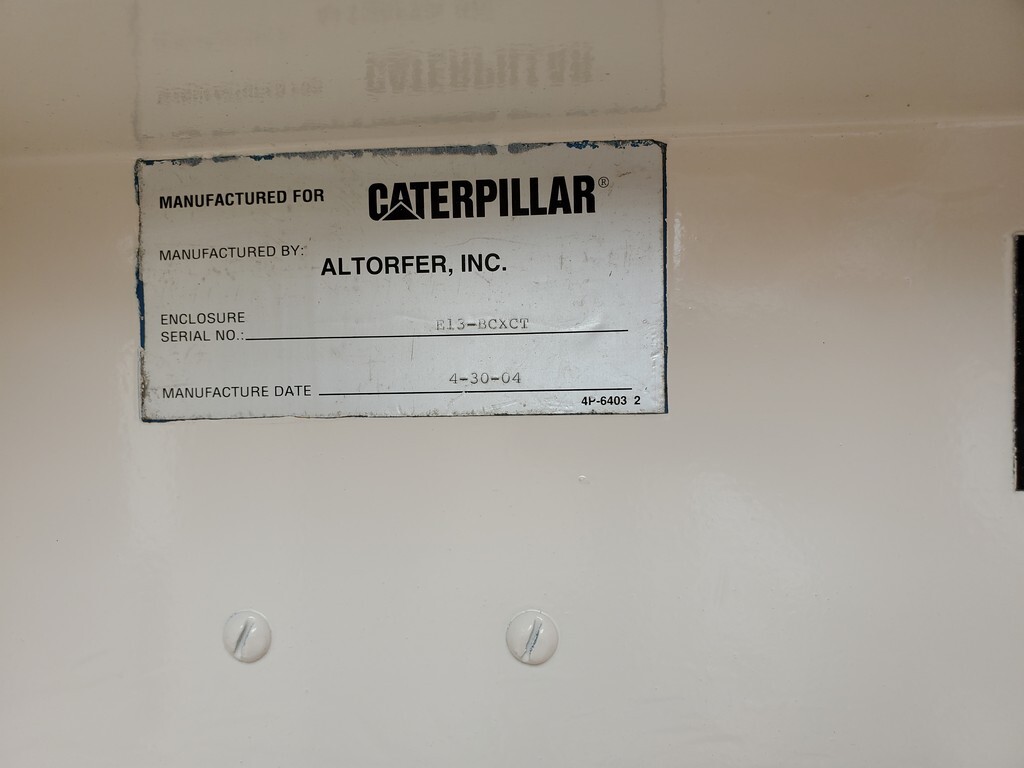 MANUFACTURED FOR CATERPILLAR®
MANUFACTURED BY: ALTORFER, INC.
ENCLOSURE
SERIAL NO.: E13-BCXCT
MANUFACTURE DATE 4-30-04
4P-6403 2